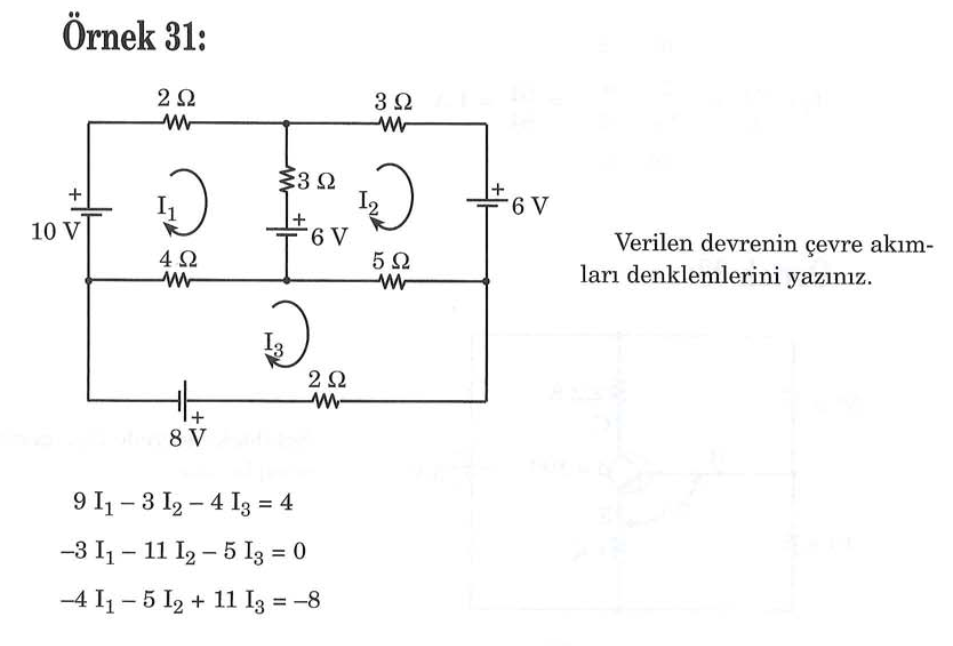 Örnek 31:
2 Ω
3 Ω
+
10 V
I₁
3 Ω
+
6 V
I₂
+
6 V
4 Ω
5 Ω
I₃
2 Ω
+
8 V
Verilen devrenin çevre akım-
ları denklemlerini yazınız.
9 I₁ – 3 I₂ – 4 I₃ = 4
–3 I₁ – 11 I₂ – 5 I₃ = 0
–4 I₁ – 5 I₂ + 11 I₃ = –8